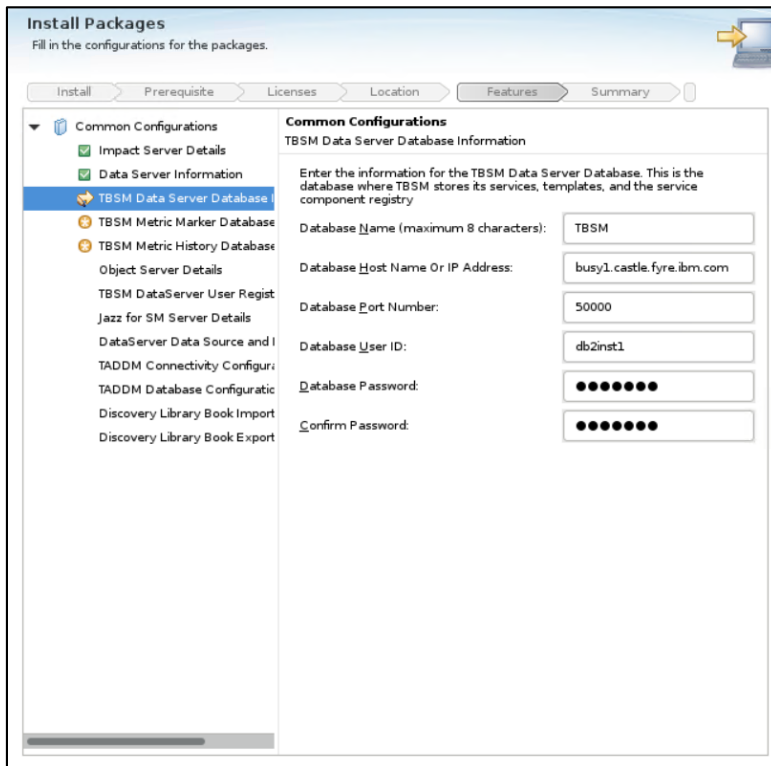 Install Packages
Fill in the configurations for the packages.
Install
Prerequisite
Licenses
Location
Features
Summary
Common Configurations
Impact Server Details
Data Server Information
TBSM Data Server Database I
TBSM Metric Marker Database
TBSM Metric History Database
Object Server Details
TBSM DataServer User Regist
Jazz for SM Server Details
DataServer Data Source and I
TADDM Connectivity Configura
TADDM Database Configuratic
Discovery Library Book Import
Discovery Library Book Export
Common Configurations
TBSM Data Server Database Information
Enter the information for the TBSM Data Server Database. This is the
database where TBSM stores its services, templates, and the service
component registry
Database Name (maximum 8 characters):
TBSM
Database Host Name Or IP Address:
busy1.castle.fyre.ibm.com
Database Port Number:
50000
Database User ID:
db2inst1
Database Password:
●●●●●●●
Confirm Password:
●●●●●●●